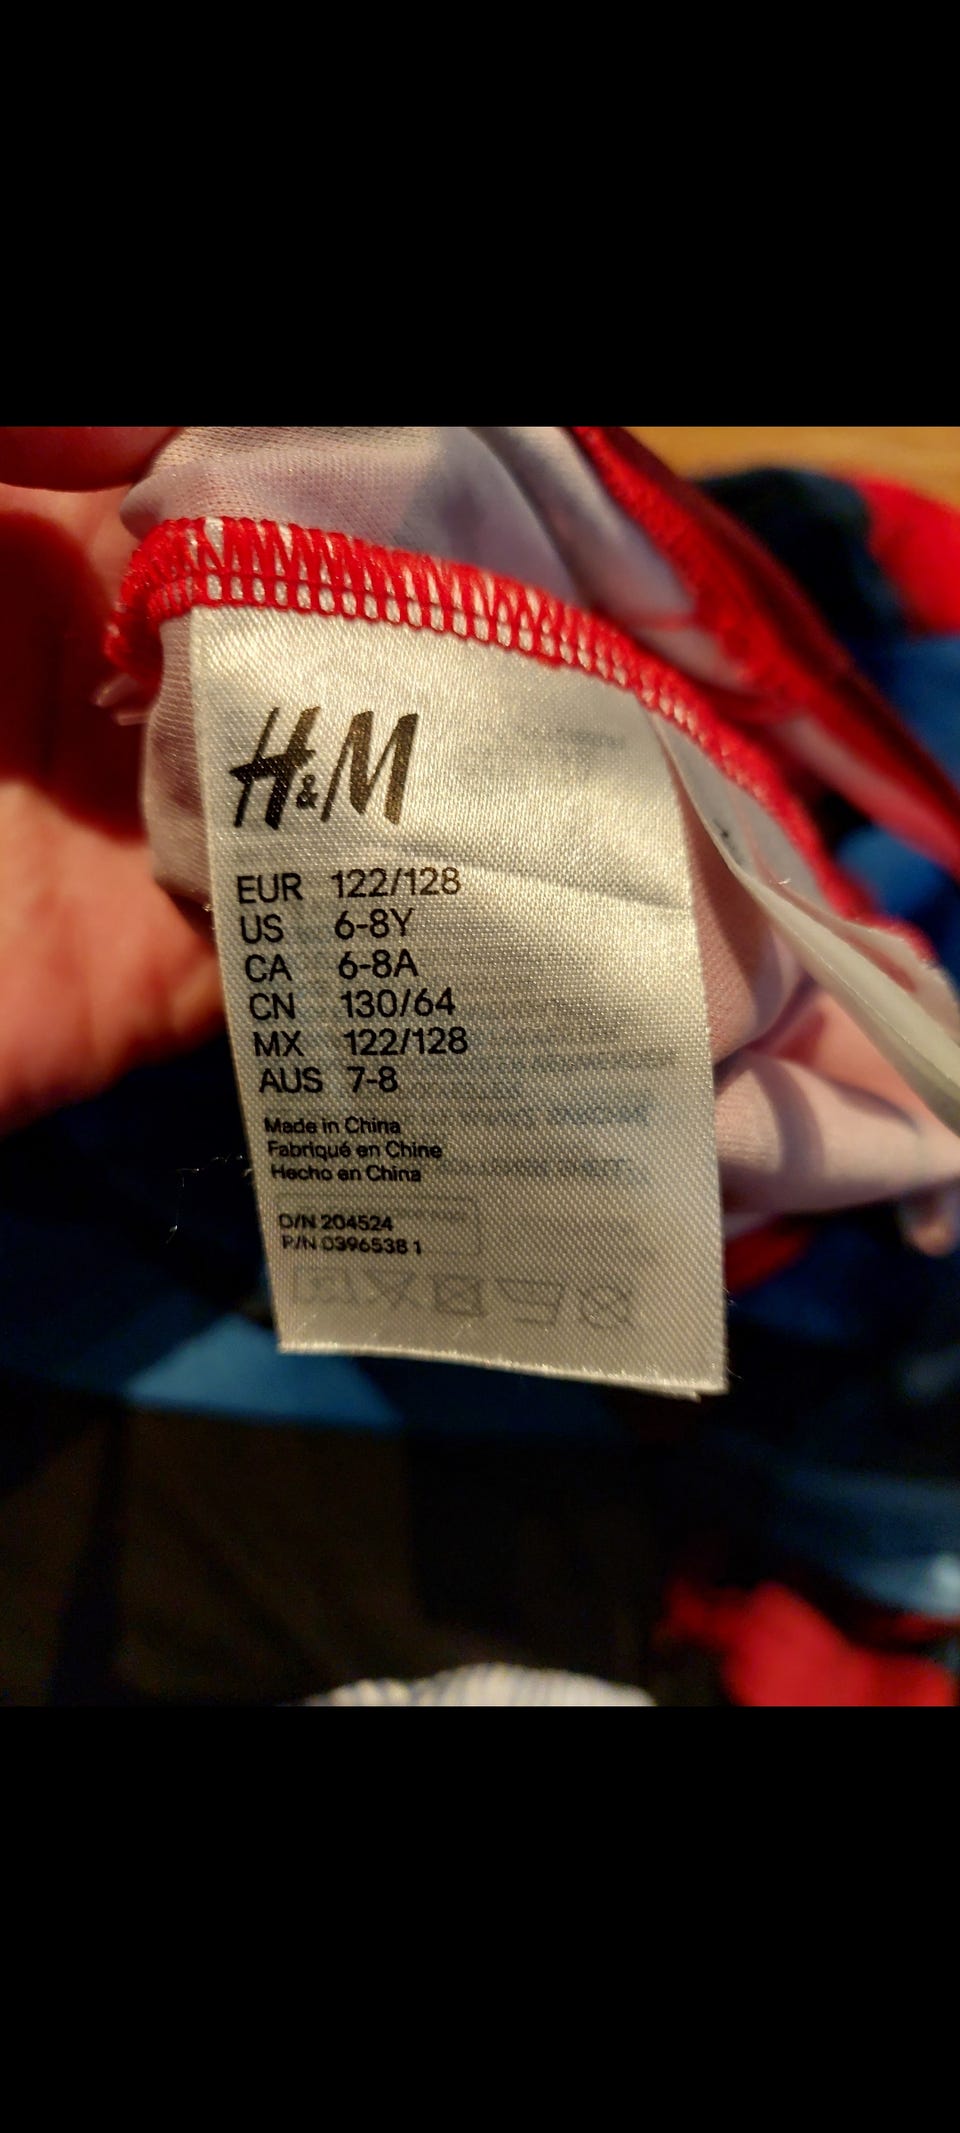 H&M
EUR 122/128
US 6-8Y
CA 6-8A
CN 130/64
MX 122/128
AUS 7-8
Made in China
Fabriqué en Chine
Hecho en China
O/N 204524
P/N 0396538 1